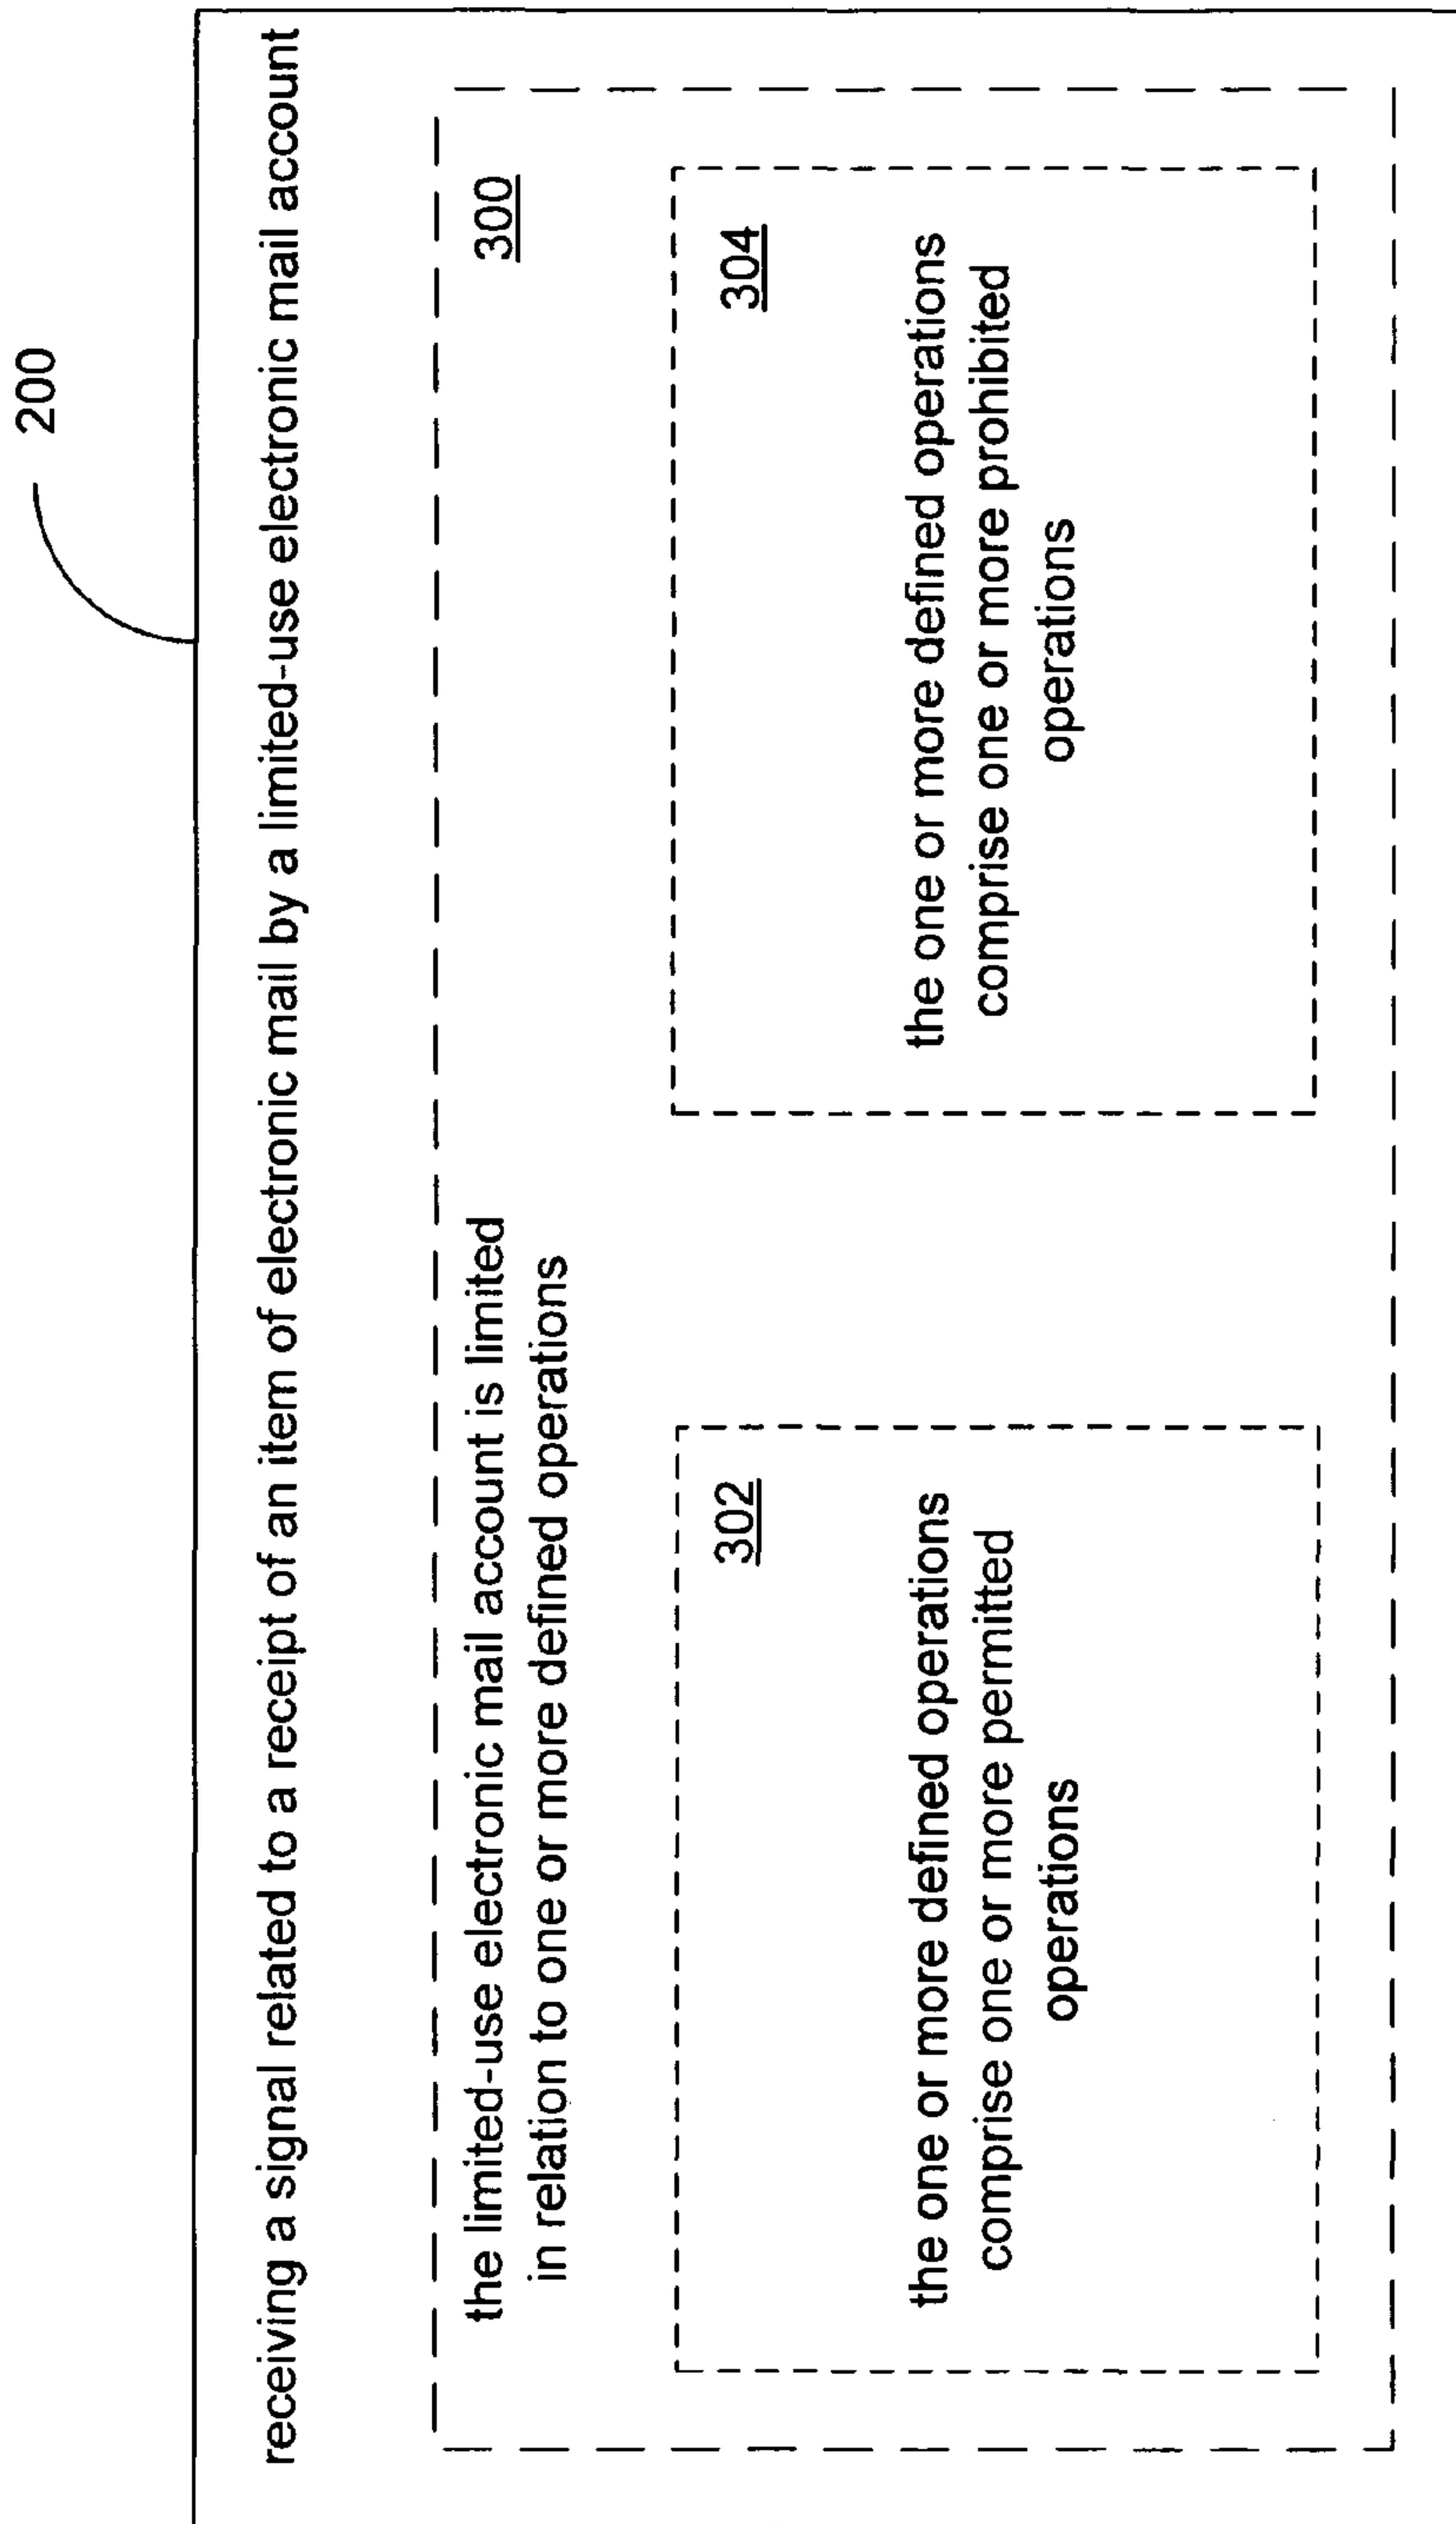 200
receiving a signal related to a receipt of an item of electronic mail by a limited-use electronic mail account
the limited-use electronic mail account is limited
in relation to one or more defined operations
300
302
the one or more defined operations
comprise one or more permitted
operations
304
the one or more defined operations
comprise one or more prohibited
operations